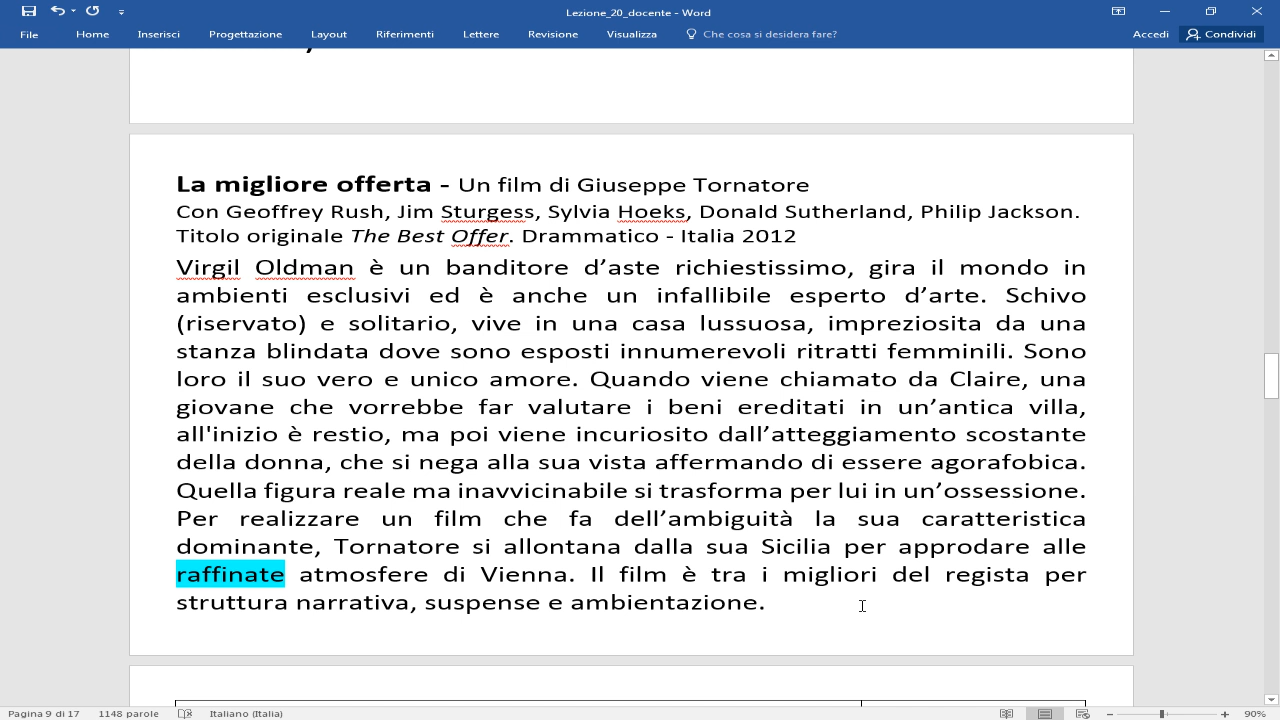 Lezione_20_docente - Word
File Home Inserisci Progettazione Layout Riferimenti Lettere Revisione Visualizza Che cosa si desidera fare? Accedi Condividi
La migliore offerta - Un film di Giuseppe Tornatore
Con Geoffrey Rush, Jim Sturgess, Sylvia Hoeks, Donald Sutherland, Philip Jackson.
Titolo originale The Best Offer. Drammatico - Italia 2012
Virgil Oldman è un banditore d’aste richiestissimo, gira il mondo in
ambienti esclusivi ed è anche un infallibile esperto d’arte. Schivo
(riservato) e solitario, vive in una casa lussuosa, impreziosita da una
stanza blindata dove sono esposti innumerevoli ritratti femminili. Sono
loro il suo vero e unico amore. Quando viene chiamato da Claire, una
giovane che vorrebbe far valutare i beni ereditati in un’antica villa,
all'inizio è restio, ma poi viene incuriosito dall’atteggiamento scostante
della donna, che si nega alla sua vista affermando di essere agorafobica.
Quella figura reale ma inavvicinabile si trasforma per lui in un’ossessione.
Per realizzare un film che fa dell’ambiguità la sua caratteristica
dominante, Tornatore si allontana dalla sua Sicilia per approdare alle
raffinate atmosfere di Vienna. Il film è tra i migliori del regista per
struttura narrativa, suspense e ambientazione.
Pagina 9 di 17 1148 parole Italiano (Italia) 90%